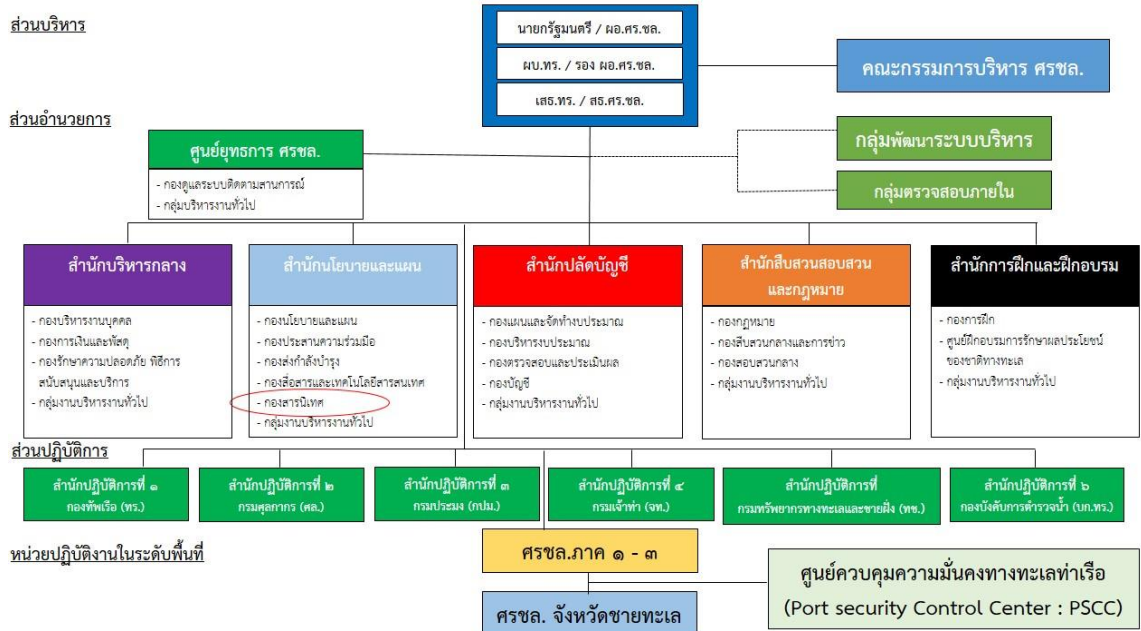 ส่วนบริหาร
นายกรัฐมนตรี / ผอ.ศร.ชล.
ผบ.ทร. / รอง ผอ.ศร.ชล.
เสธ.ทร. / สธ.ศร.ชล.
คณะกรรมการบริหาร ศรชล.
ส่วนอำนวยการ
ศูนย์ยุทธการ ศรชล.
- กองดูแลระบบติดตามสานการณ์
- กลุ่มบริหารงานทั่วไป
กลุ่มพัฒนาระบบบริหาร
กลุ่มตรวจสอบภายใน
สำนักบริหารกลาง
- กองบริหารงานบุคคล
- กองการเงินและพัสดุ
- กองรักษาความปลอดภัย พิธีการ
สนับสนุนและบริการ
- กลุ่มงานบริหารงานทั่วไป
สำนักนโยบายและแผน
- กองนโยบายและแผน
- กองประสานความร่วมมือ
- กองส่งกำลังบำรุง
- กองสื่อสารและเทคโนโลยีสารสนเทศ
- กองสารนิเทศ
- กลุ่มงานบริหารงานทั่วไป
สำนักปลัดบัญชี
- กองแผนและจัดทำงบประมาณ
- กองบริหารงบประมาณ
- กองตรวจสอบและประเมินผล
- กองบัญชี
- กลุ่มงานบริหารงานทั่วไป
สำนักสืบสวนสอบสวน
และกฎหมาย
- กองกฎหมาย
- กองสืบสวนกลางและการข่าว
- กองสอบสวนกลาง
- กลุ่มงานบริหารงานทั่วไป
สำนักการฝึกและฝึกอบรม
- กองการฝึก
- ศูนย์ฝึกอบรมการรักษาผลประโยชน์
ของชาติทางทะเล
- กลุ่มงานบริหารงานทั่วไป
ส่วนปฏิบัติการ
สำนักปฏิบัติการที่ ๑
กองทัพเรือ (ทร.)
สำนักปฏิบัติการที่ ๒
กรมศุลกากร (ศล.)
สำนักปฏิบัติการที่ ๓
กรมประมง (กปม.)
สำนักปฏิบัติการที่ ๔
กรมเจ้าท่า (จท.)
สำนักปฏิบัติการที่
กรมทรัพยากรทางทะเลและชายฝั่ง (ทช.)
สำนักปฏิบัติการที่ ๖
กองบังคับการตำรวจน้ำ (บก.ทร.)
หน่วยปฏิบัติงานในระดับพื้นที่
ศรชล.ภาค ๑ - ๓
ศรชล. จังหวัดชายทะเล
ศูนย์ควบคุมความมั่นคงทางทะเลท่าเรือ
(Port security Control Center : PSCC)